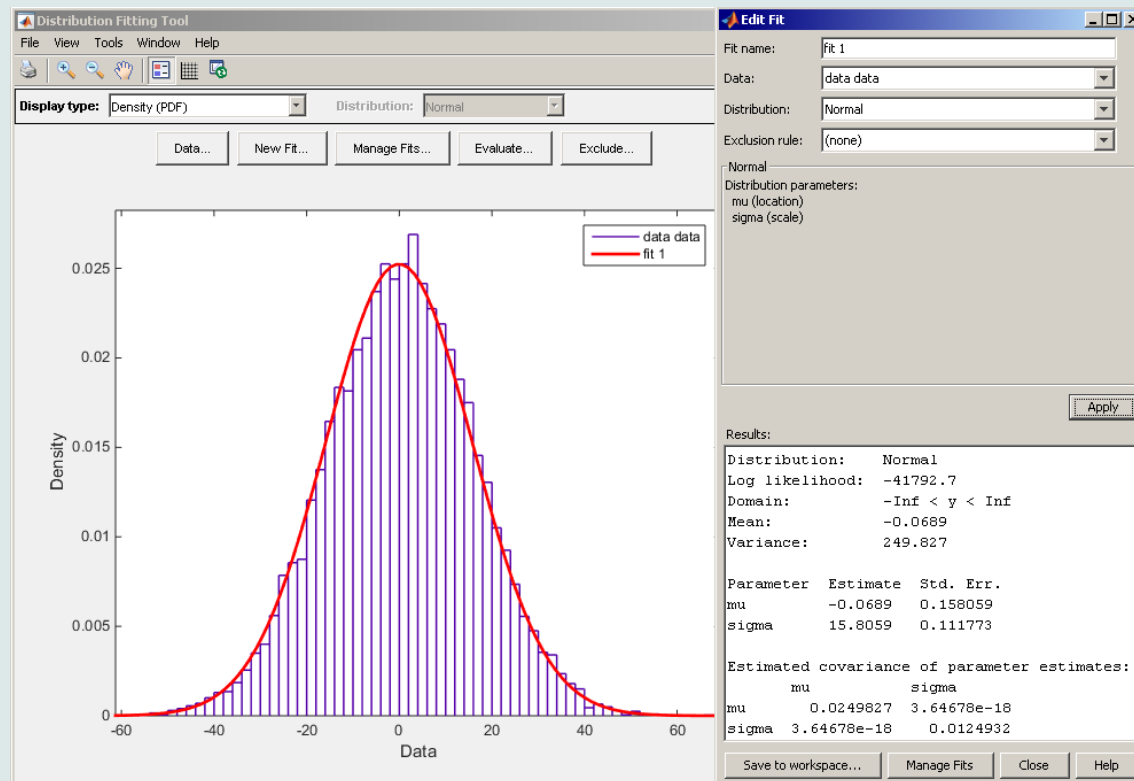 Distribution Fitting Tool
File View Tools Window Help
Display type: Density (PDF) Distribution: Normal
Data... New Fit... Manage Fits... Evaluate... Exclude...
data data
fit 1
0.025
0.02
0.015
0.01
0.005
0
Density
-60 -40 -20 0 20 40 60
Data
Edit Fit
Fit name: fit 1
Data: data data
Distribution: Normal
Exclusion rule: (none)
Normal
Distribution parameters:
mu (location)
sigma (scale)
Apply
Results:
Distribution: Normal
Log likelihood: -41792.7
Domain: -Inf < y < Inf
Mean: -0.0689
Variance: 249.827
Parameter Estimate Std. Err.
mu -0.0689 0.158059
sigma 15.8059 0.111773
Estimated covariance of parameter estimates:
mu sigma
mu 0.0249827 3.64678e-18
sigma 3.64678e-18 0.0124932
Save to workspace... Manage Fits Close Help